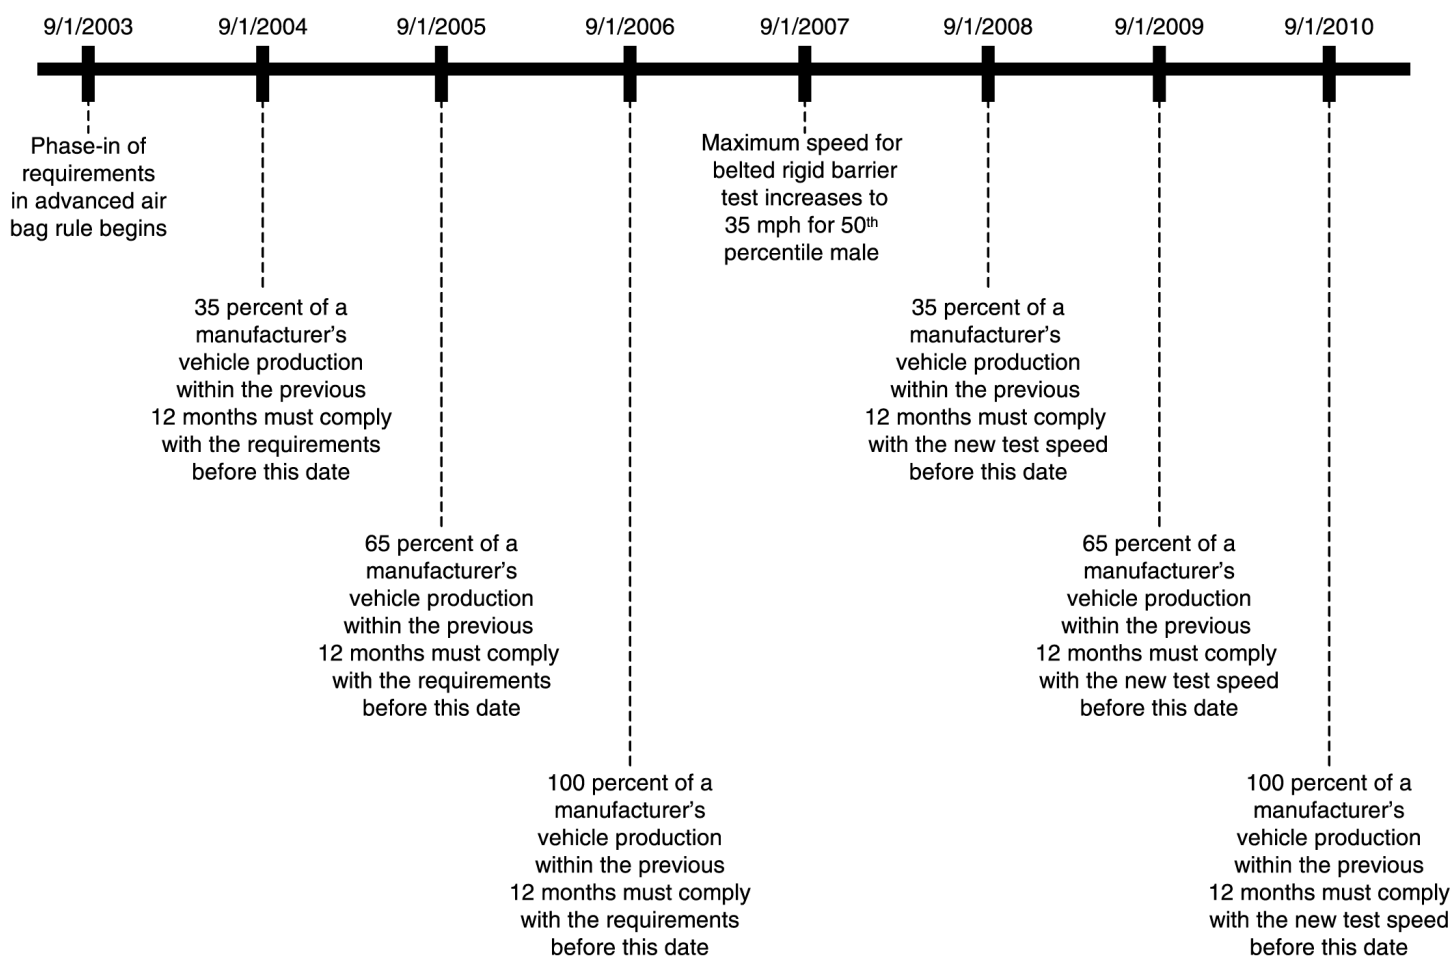 9/1/2003
9/1/2004
9/1/2005
9/1/2006
9/1/2007
9/1/2008
9/1/2009
9/1/2010
Phase-in of
requirements
in advanced air
bag rule begins
35 percent of a
manufacturer’s
vehicle production
within the previous
12 months must comply
with the requirements
before this date
65 percent of a
manufacturer’s
vehicle production
within the previous
12 months must comply
with the requirements
before this date
100 percent of a
manufacturer’s
vehicle production
within the previous
12 months must comply
with the requirements
before this date
Maximum speed for
belted rigid barrier
test increases to
35 mph for 50th
percentile male
35 percent of a
manufacturer’s
vehicle production
within the previous
12 months must comply
with the new test speed
before this date
65 percent of a
manufacturer’s
vehicle production
within the previous
12 months must comply
with the new test speed
before this date
100 percent of a
manufacturer’s
vehicle production
within the previous
12 months must comply
with the new test speed
before this date